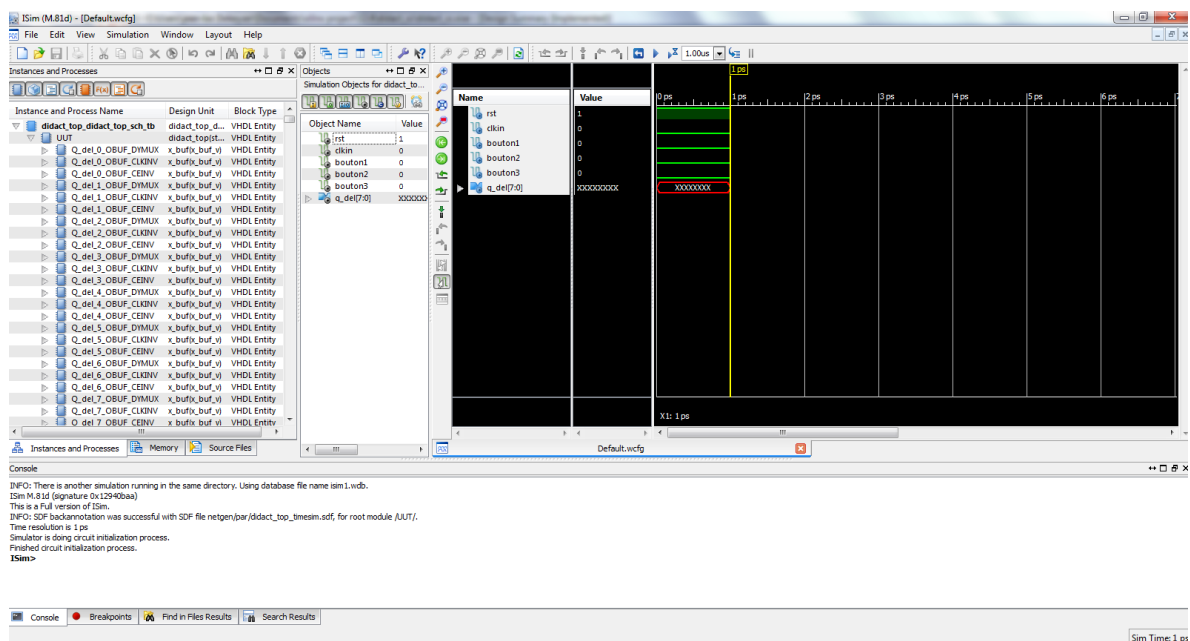 ISim (M.81d) - [Default.wcfg]
File Edit View Simulation Window Layout Help
1.00us
Instances and Processes
Instance and Process Name Design Unit Block Type
didact_top_didact_top_sch_tb didact_top_d... VHDL Entity
UUT didact_top(st... VHDL Entity
Q_del_0_OBUF_DYMUX x_buf(x_buf_v) VHDL Entity
Q_del_0_OBUF_CLKINV x_buf(x_buf_v) VHDL Entity
Q_del_0_OBUF_CEINV x_buf(x_buf_v) VHDL Entity
Q_del_1_OBUF_DYMUX x_buf(x_buf_v) VHDL Entity
Q_del_1_OBUF_CLKINV x_buf(x_buf_v) VHDL Entity
Q_del_1_OBUF_CEINV x_buf(x_buf_v) VHDL Entity
Q_del_2_OBUF_DYMUX x_buf(x_buf_v) VHDL Entity
Q_del_2_OBUF_CLKINV x_buf(x_buf_v) VHDL Entity
Q_del_2_OBUF_CEINV x_buf(x_buf_v) VHDL Entity
Q_del_3_OBUF_DYMUX x_buf(x_buf_v) VHDL Entity
Q_del_3_OBUF_CLKINV x_buf(x_buf_v) VHDL Entity
Q_del_3_OBUF_CEINV x_buf(x_buf_v) VHDL Entity
Q_del_4_OBUF_DYMUX x_buf(x_buf_v) VHDL Entity
Q_del_4_OBUF_CLKINV x_buf(x_buf_v) VHDL Entity
Q_del_4_OBUF_CEINV x_buf(x_buf_v) VHDL Entity
Q_del_5_OBUF_DYMUX x_buf(x_buf_v) VHDL Entity
Q_del_5_OBUF_CLKINV x_buf(x_buf_v) VHDL Entity
Q_del_5_OBUF_CEINV x_buf(x_buf_v) VHDL Entity
Q_del_6_OBUF_DYMUX x_buf(x_buf_v) VHDL Entity
Q_del_6_OBUF_CLKINV x_buf(x_buf_v) VHDL Entity
Q_del_6_OBUF_CEINV x_buf(x_buf_v) VHDL Entity
Q_del_7_OBUF_DYMUX x_buf(x_buf_v) VHDL Entity
Q_del_7_OBUF_CLKINV x_buf(x_buf_v) VHDL Entity
Q_del_7_OBUF_CEINV x_buf(x_buf_v) VHDL Entity
Instances and Processes Memory Source Files
Objects
Simulation Objects for didact_to...
Object Name Value
rst 1
clkin 0
bouton1 0
bouton2 0
bouton3 0
q_del[7:0] XXXXX
1 ps
Name Value
0 ps 1 ps 2 ps 3 ps 4 ps 5 ps 6 ps
rst 1
clkin 0
bouton1 0
bouton2 0
bouton3 0
q_del[7:0] XXXXXXXX XXXXXXXX
X1: 1 ps
Default.wcfg
Console
INFO: There is another simulation running in the same directory. Using database file name isim1.wdb.
ISim M.81d (signature 0x12940baa)
This is a Full version of ISim.
INFO: SDF backannotation was successful with SDF file netgen/par/didact_top_timesim.sdf, for root module /UUT/.
Time resolution is 1 ps
Simulator is doing circuit initialization process.
Finished circuit initialization process.
ISim>
Console Breakpoints Find in Files Results Search Results
Sim Time: 1 ps